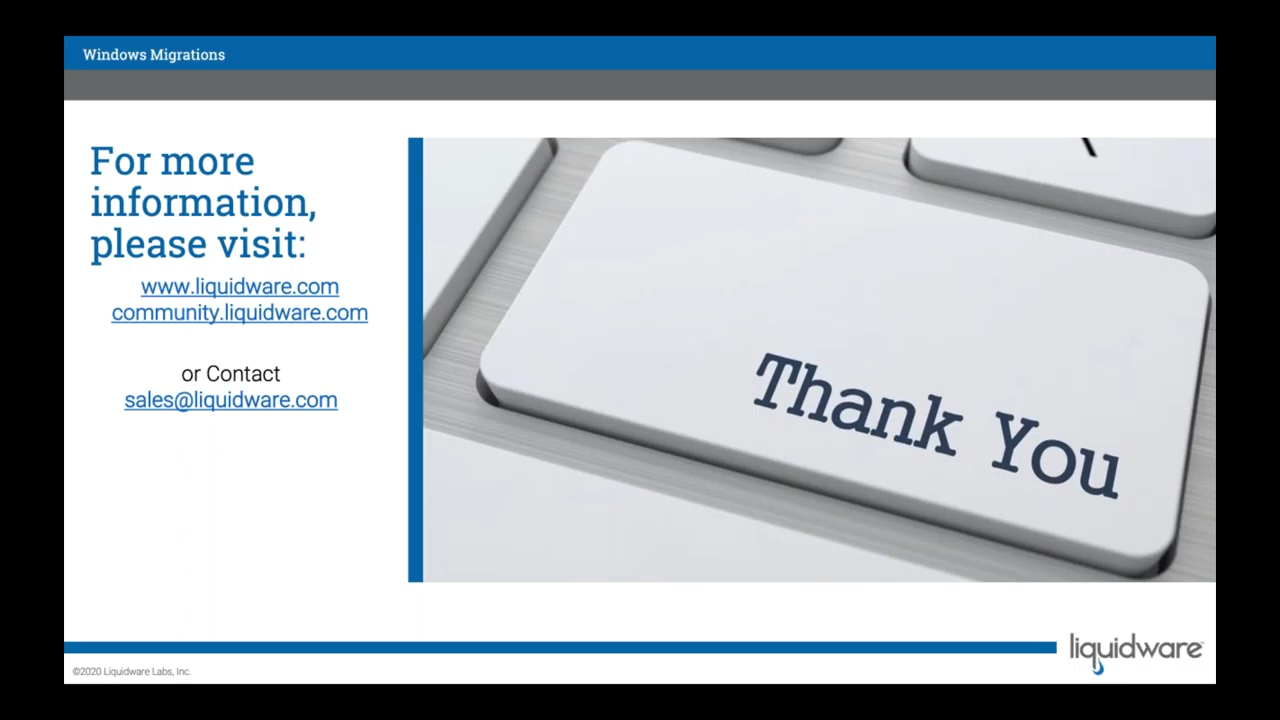 Windows Migrations
For more
information,
please visit:
www.liquidware.com
community.liquidware.com
or Contact
sales@liquidware.com
Thank You
liquidware
©2020 Liquidware Labs, Inc.